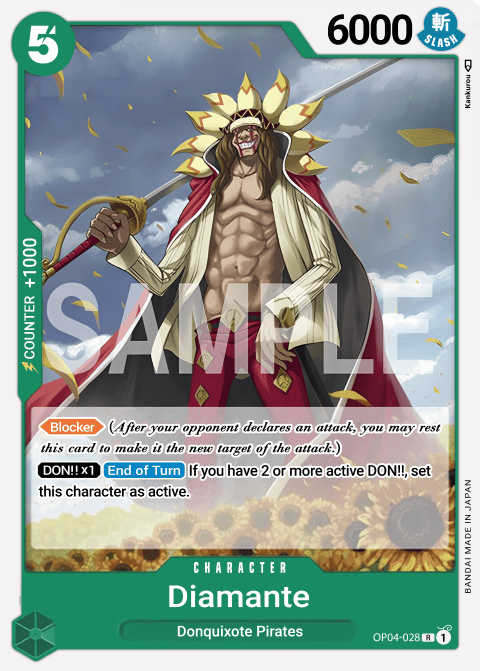 5
6000
斬
SLASH
Kankurou
COUNTER +1000
SAMPLE
Blocker (After your opponent declares an attack, you may rest
this card to make it the new target of the attack.)
DON!! ×1 End of Turn If you have 2 or more active DON!!, set
this character as active.
BANDAI MADE IN JAPAN
CHARACTER
Diamante
Donquixote Pirates
OP04-028 R 1